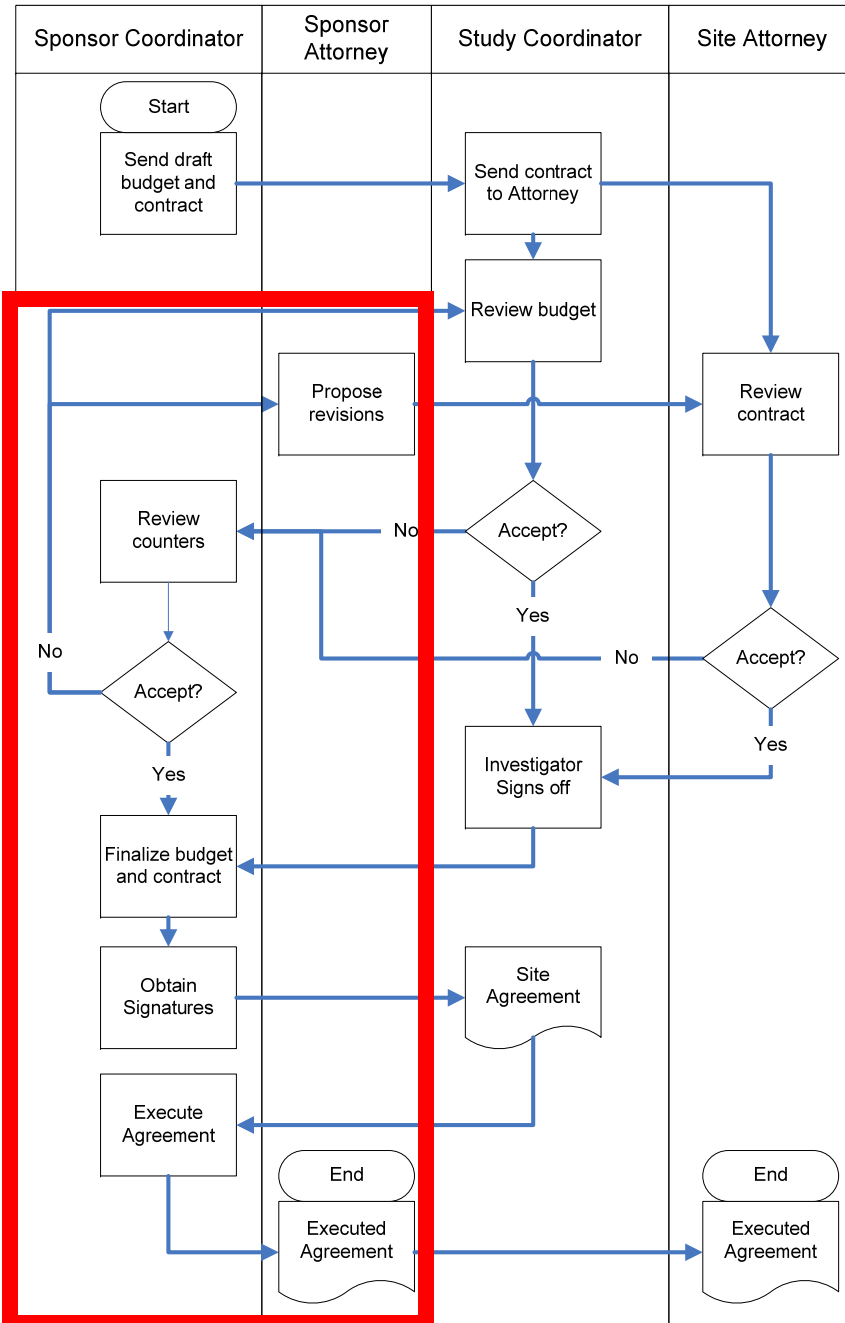 Sponsor Coordinator
Sponsor
Attorney
Study Coordinator
Site Attorney
Start
Send draft
budget and
contract
Send contract
to Attorney
Review budget
Propose
revisions
Review
contract
Review
counters
No
Accept?
Yes
No
Accept?
No
Accept?
Yes
Yes
Investigator
Signs off
Finalize budget
and contract
Obtain
Signatures
Site
Agreement
Execute
Agreement
End
Executed
Agreement
End
Executed
Agreement